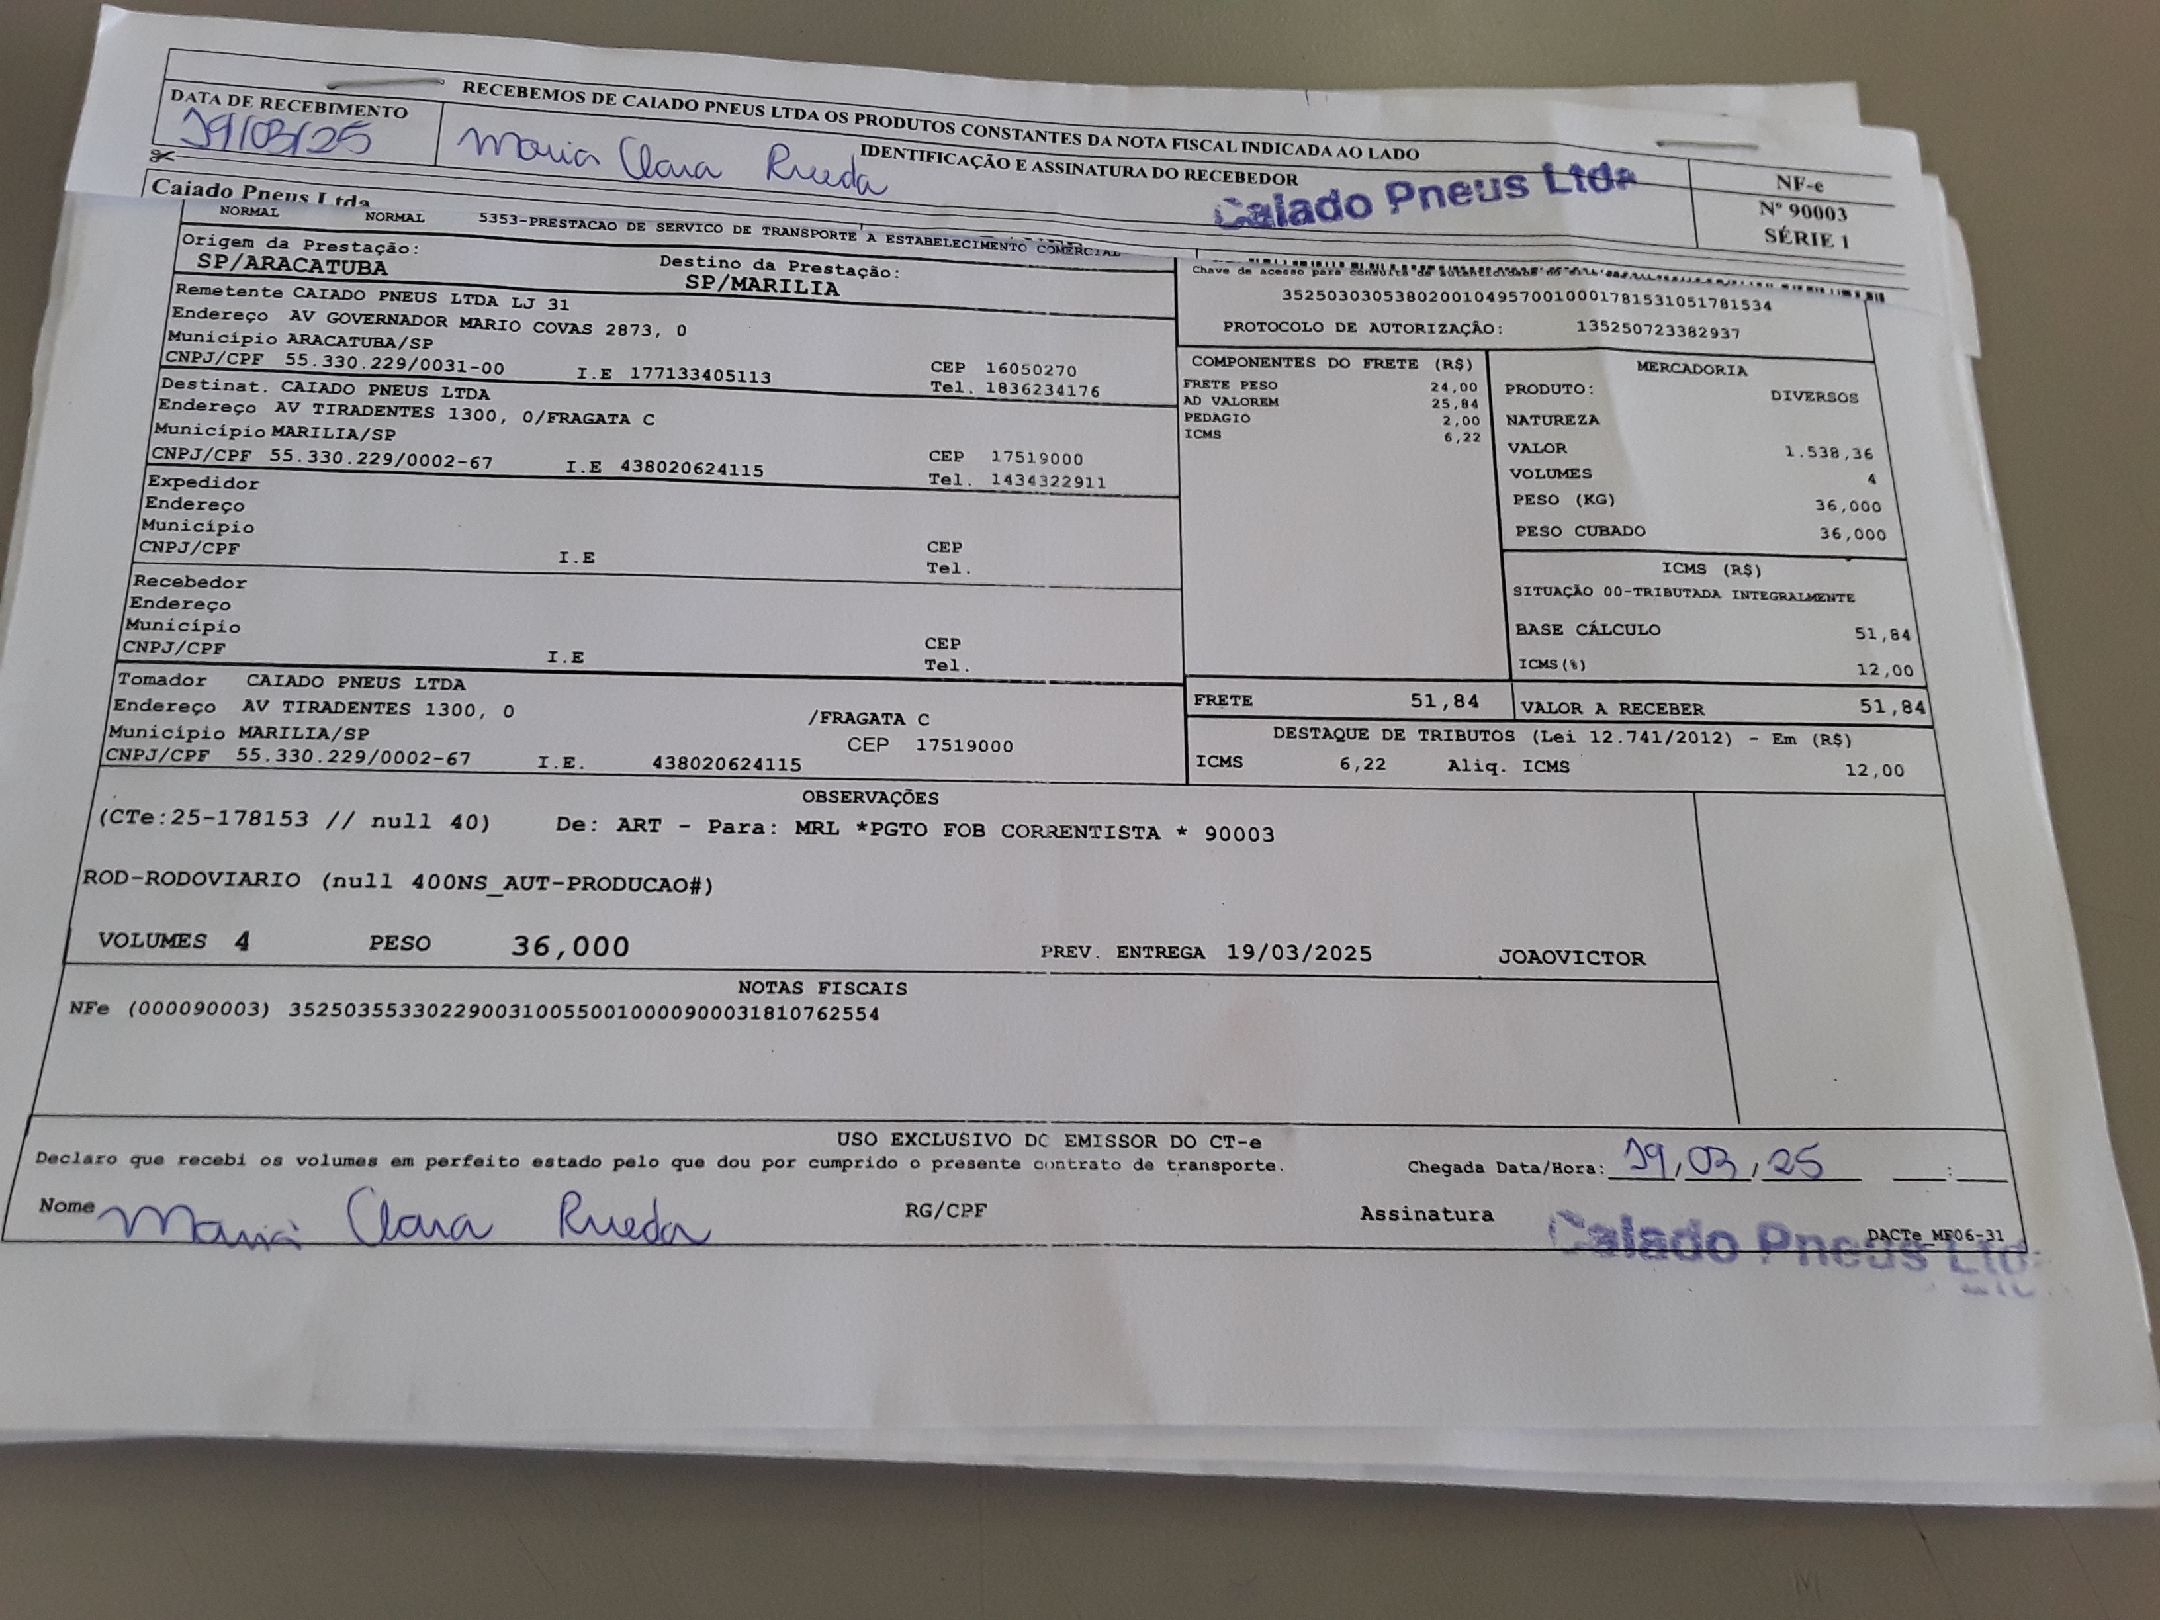 RECEBEMOS DE CAIADO PNEUS LTDA OS PRODUTOS CONSTANTES DA NOTA FISCAL INDICADA AO LADO
DATA DE RECEBIMENTO
19/03/25
IDENTIFICAÇÃO E ASSINATURA DO RECEBEDOR
Maria Clara Rueda
Caiado Pneus Ltda
NF-e
Nº 90003
SÉRIE 1
Caiado Pneus Ltda
NORMAL NORMAL 5353-PRESTACAO DE SERVICO DE TRANSPORTE A ESTABELECIMENTO COMERCIAL
Origem da Prestação: Destino da Prestação:
SP/ARACATUBA SP/MARILIA
Remetente CAIADO PNEUS LTDA LJ 31
Endereço AV GOVERNADOR MARIO COVAS 2873, 0
Município ARACATUBA/SP CEP 16050270
CNPJ/CPF 55.330.229/0031-00 I.E 177133405113 Tel. 1836234176
Destinat. CAIADO PNEUS LTDA
Endereço AV TIRADENTES 1300, 0/FRAGATA C
Município MARILIA/SP CEP 17519000
CNPJ/CPF 55.330.229/0002-67 I.E 438020624115 Tel. 1434322911
Expedidor
Endereço
Município CEP
CNPJ/CPF I.E Tel.
Recebedor
Endereço
Município CEP
CNPJ/CPF I.E Tel.
Tomador CAIADO PNEUS LTDA
Endereço AV TIRADENTES 1300, 0 /FRAGATA C
Município MARILIA/SP CEP 17519000
CNPJ/CPF 55.330.229/0002-67 I.E. 438020624115
Chave de acesso para consulta de autenticidade
35250303053802001049570010001781531051781534
PROTOCOLO DE AUTORIZAÇÃO: 135250723382937
COMPONENTES DO FRETE (R$)
FRETE PESO 24,00
AD VALOREM 25,84
PEDAGIO 2,00
ICMS 6,22
MERCADORIA
PRODUTO: DIVERSOS
NATUREZA
VALOR 1.538,36
VOLUMES 4
PESO (KG) 36,000
PESO CUBADO 36,000
ICMS (R$)
SITUAÇÃO 00-TRIBUTADA INTEGRALMENTE
BASE CÁLCULO 51,84
ICMS(%) 12,00
FRETE 51,84 VALOR A RECEBER 51,84
DESTAQUE DE TRIBUTOS (Lei 12.741/2012) - Em (R$)
ICMS 6,22 Aliq. ICMS 12,00
OBSERVAÇÕES
(CTe:25-178153 // null 40) De: ART - Para: MRL *PGTO FOB CORRENTISTA * 90003
ROD-RODOVIARIO (null 400NS_AUT-PRODUCAO#)
VOLUMES 4 PESO 36,000 PREV. ENTREGA 19/03/2025 JOAOVICTOR
NOTAS FISCAIS
NFe (000090003) 35250355330229003100550010000900031810762554
USO EXCLUSIVO DO EMISSOR DO CT-e
Declaro que recebi os volumes em perfeito estado pelo que dou por cumprido o presente contrato de transporte. Chegada Data/Hora: 19/03/25 :
Nome Maria Clara Rueda RG/CPF Assinatura
DACTe_MF06-31
Caiado Pneus Ltd